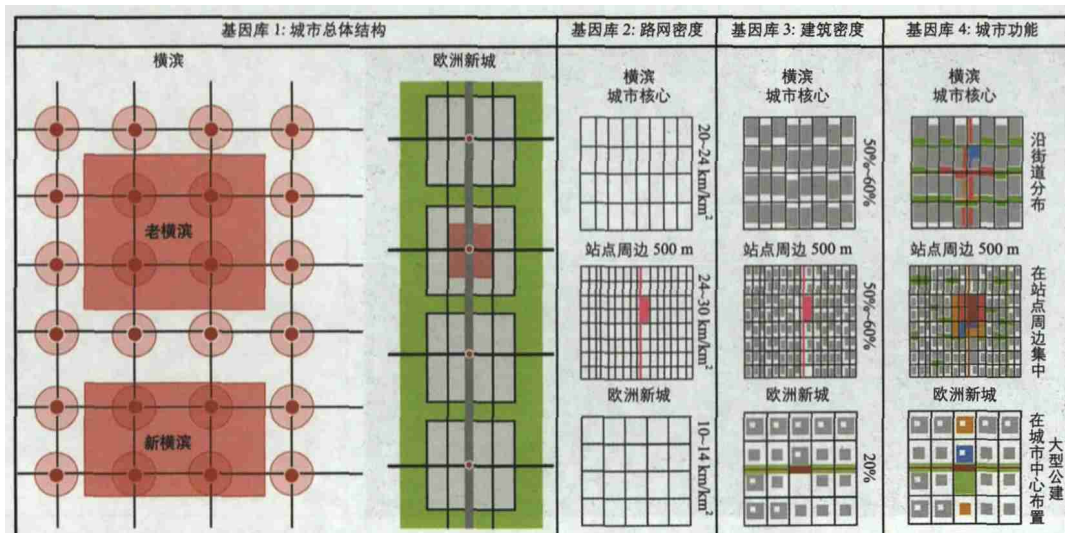 基因库 1: 城市总体结构
基因库 2: 路网密度
基因库 3: 建筑密度
基因库 4: 城市功能
横滨
欧洲新城
老横滨
新横滨
横滨
城市核心
20~24 km/km²
站点周边 500 m
24~30 km/km²
欧洲新城
10~14 km/km²
横滨
城市核心
50%~60%
站点周边 500 m
50%~60%
欧洲新城
20%
横滨
城市核心
沿街道分布
站点周边 500 m
在站点周边集中
欧洲新城
大型公建
在城市中心布置